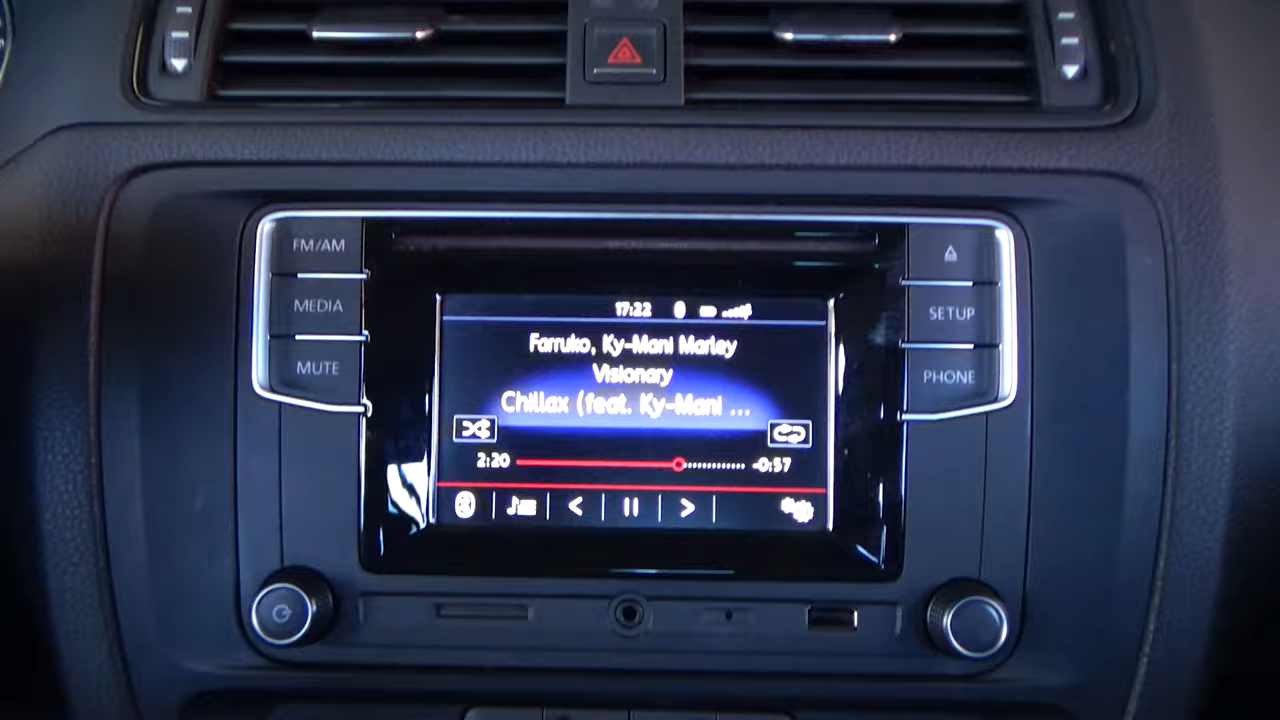 FM/AM
MEDIA
MUTE
SETUP
PHONE
17:22
Farruko, Ky-Mani Marley
Visionary
Chillax (feat. Ky-Mani ...
2:20
-0:57